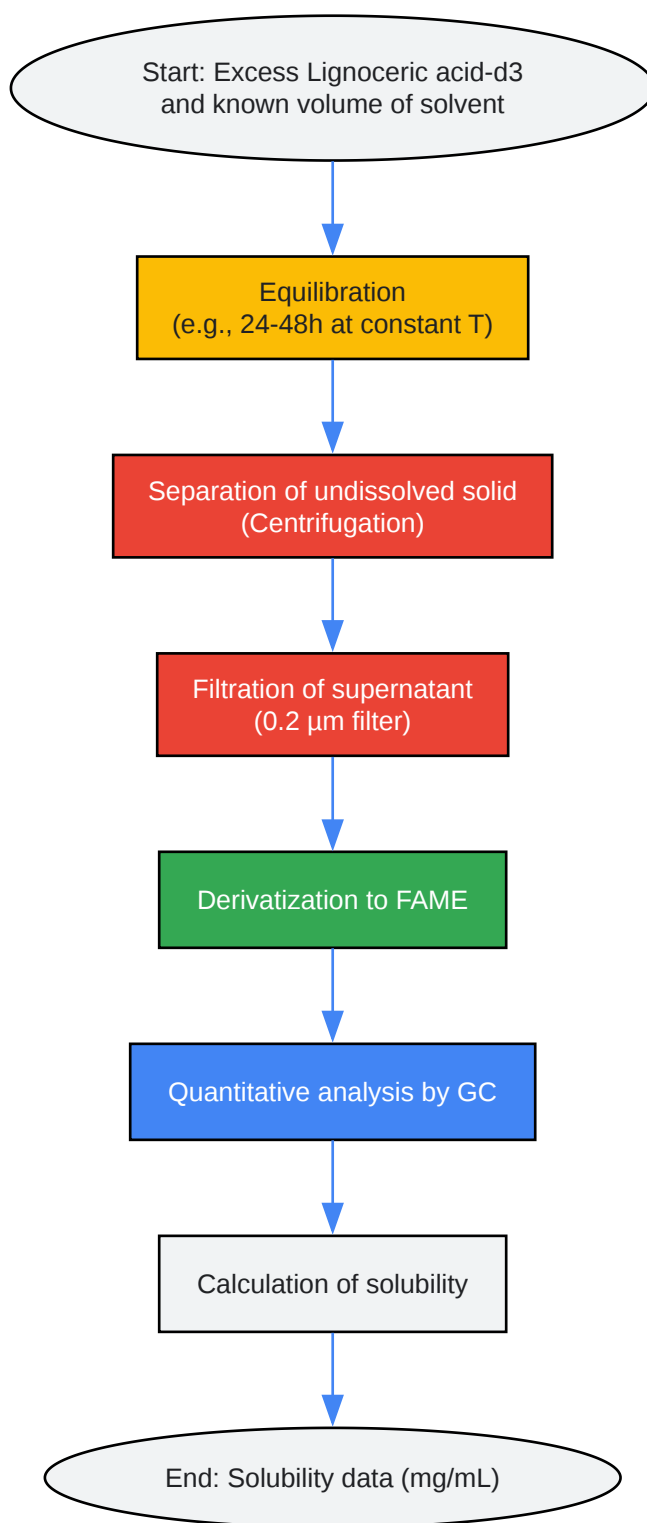 Start: Excess Lignoceric acid-d3
and known volume of solvent
Equilibration
(e.g., 24-48h at constant T)
Separation of undissolved solid
(Centrifugation)
Filtration of supernatant
(0.2 µm filter)
Derivatization to FAME
Quantitative analysis by GC
Calculation of solubility
End: Solubility data (mg/mL)